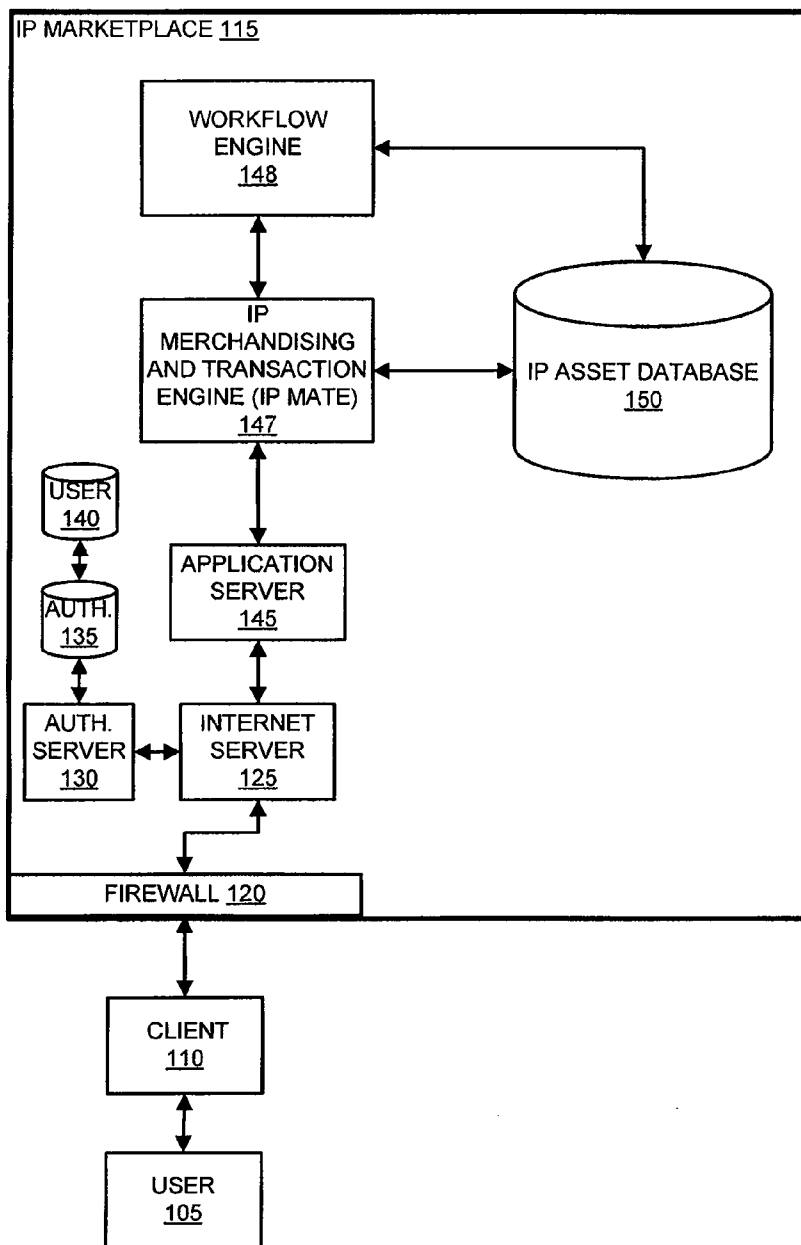 IP MARKETPLACE 115
WORKFLOW
ENGINE
148
IP
MERCHANDISING
AND TRANSACTION
ENGINE (IP MATE)
147
IP ASSET DATABASE
150
USER
140
AUTH.
135
APPLICATION
SERVER
145
AUTH.
SERVER
130
INTERNET
SERVER
125
FIREWALL 120
CLIENT
110
USER
105